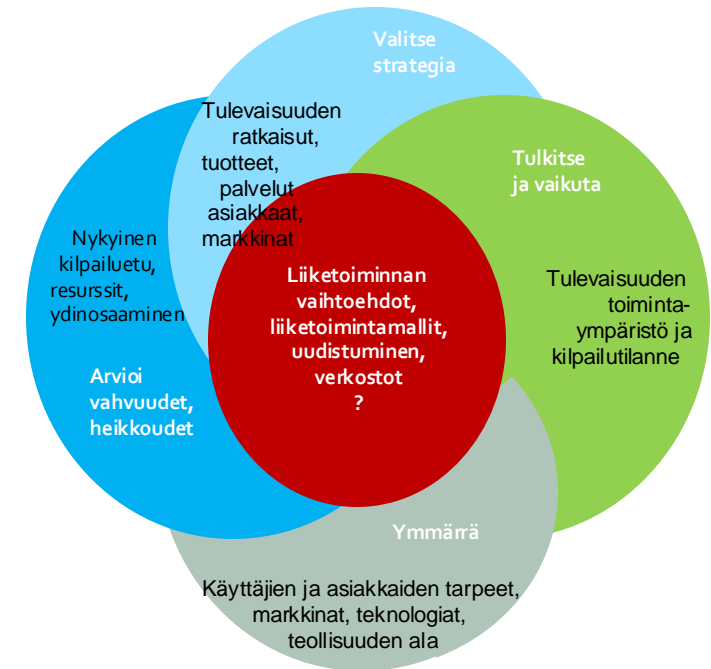 Valitse
strategia
Tulevaisuuden
ratkaisut,
tuotteet,
palvelut
asiakkaat,
markkinat
Tulkitse
ja vaikuta
Nykyinen
kilpailuetu,
resurssit,
ydinosaaminen
Liiketoiminnan
vaihtoehdot,
liiketoimintamallit,
uudistuminen,
verkostot
?
Tulevaisuuden
toiminta-
ympäristö ja
kilpailutilanne
Arvioi
vahvuudet,
heikkoudet
Ymmärrä
Käyttäjien ja asiakkaiden tarpeet,
markkinat, teknologiat,
teollisuuden ala